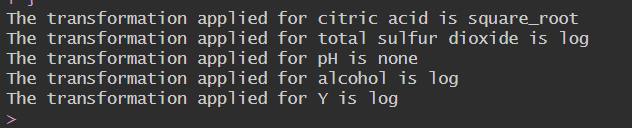 The transformation applied for citric acid is square_root
The transformation applied for total sulfur dioxide is log
The transformation applied for pH is none
The transformation applied for alcohol is log
The transformation applied for Y is log
>